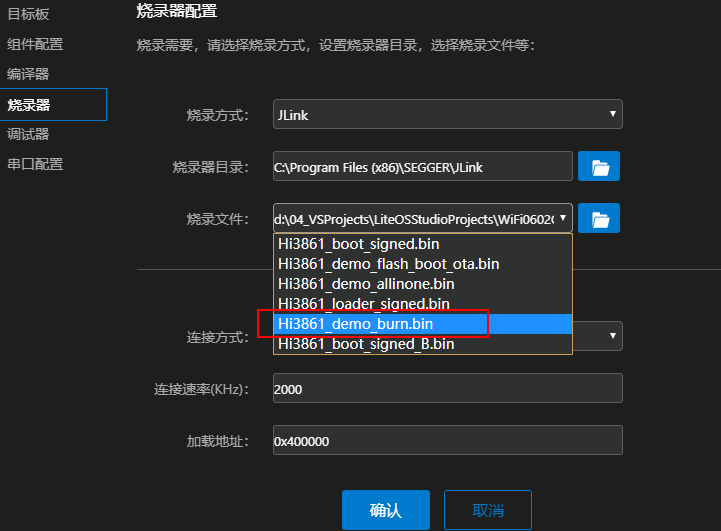 目标板
组件配置
编译器
烧录器
调试器
串口配置
烧录器配置
烧录需要，请选择烧录方式，设置烧录器目录，选择烧录文件等：
烧录方式： JLink
烧录器目录： C:\Program Files (x86)\SEGGER\JLink
烧录文件： d:\04_VSProjects\LiteOSStudioProjects\WiFi0602
Hi3861_boot_signed.bin
Hi3861_demo_flash_boot_ota.bin
Hi3861_demo_allinone.bin
Hi3861_loader_signed.bin
Hi3861_demo_burn.bin
Hi3861_boot_signed_B.bin
连接方式：
连接速率(KHz)： 2000
加载地址： 0x400000
确认 取消